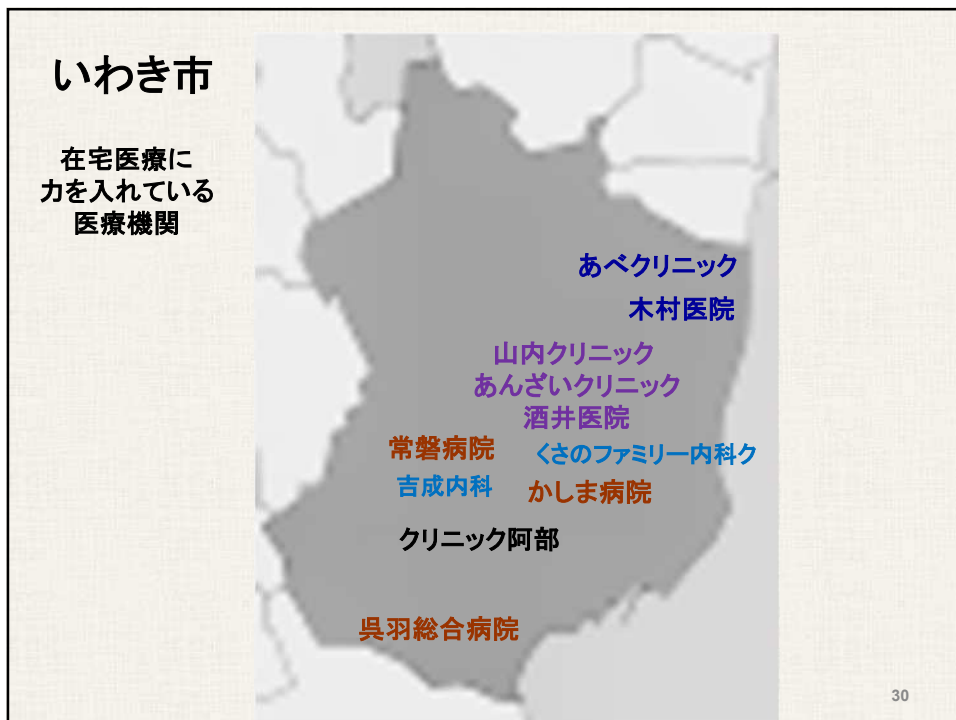 いわき市
在宅医療に
力を入れている
医療機関
あべクリニック
木村医院
山内クリニック
あんざいクリニック
酒井医院
常磐病院
くさのファミリー内科ク
吉成内科
かしま病院
クリニック阿部
呉羽総合病院
30